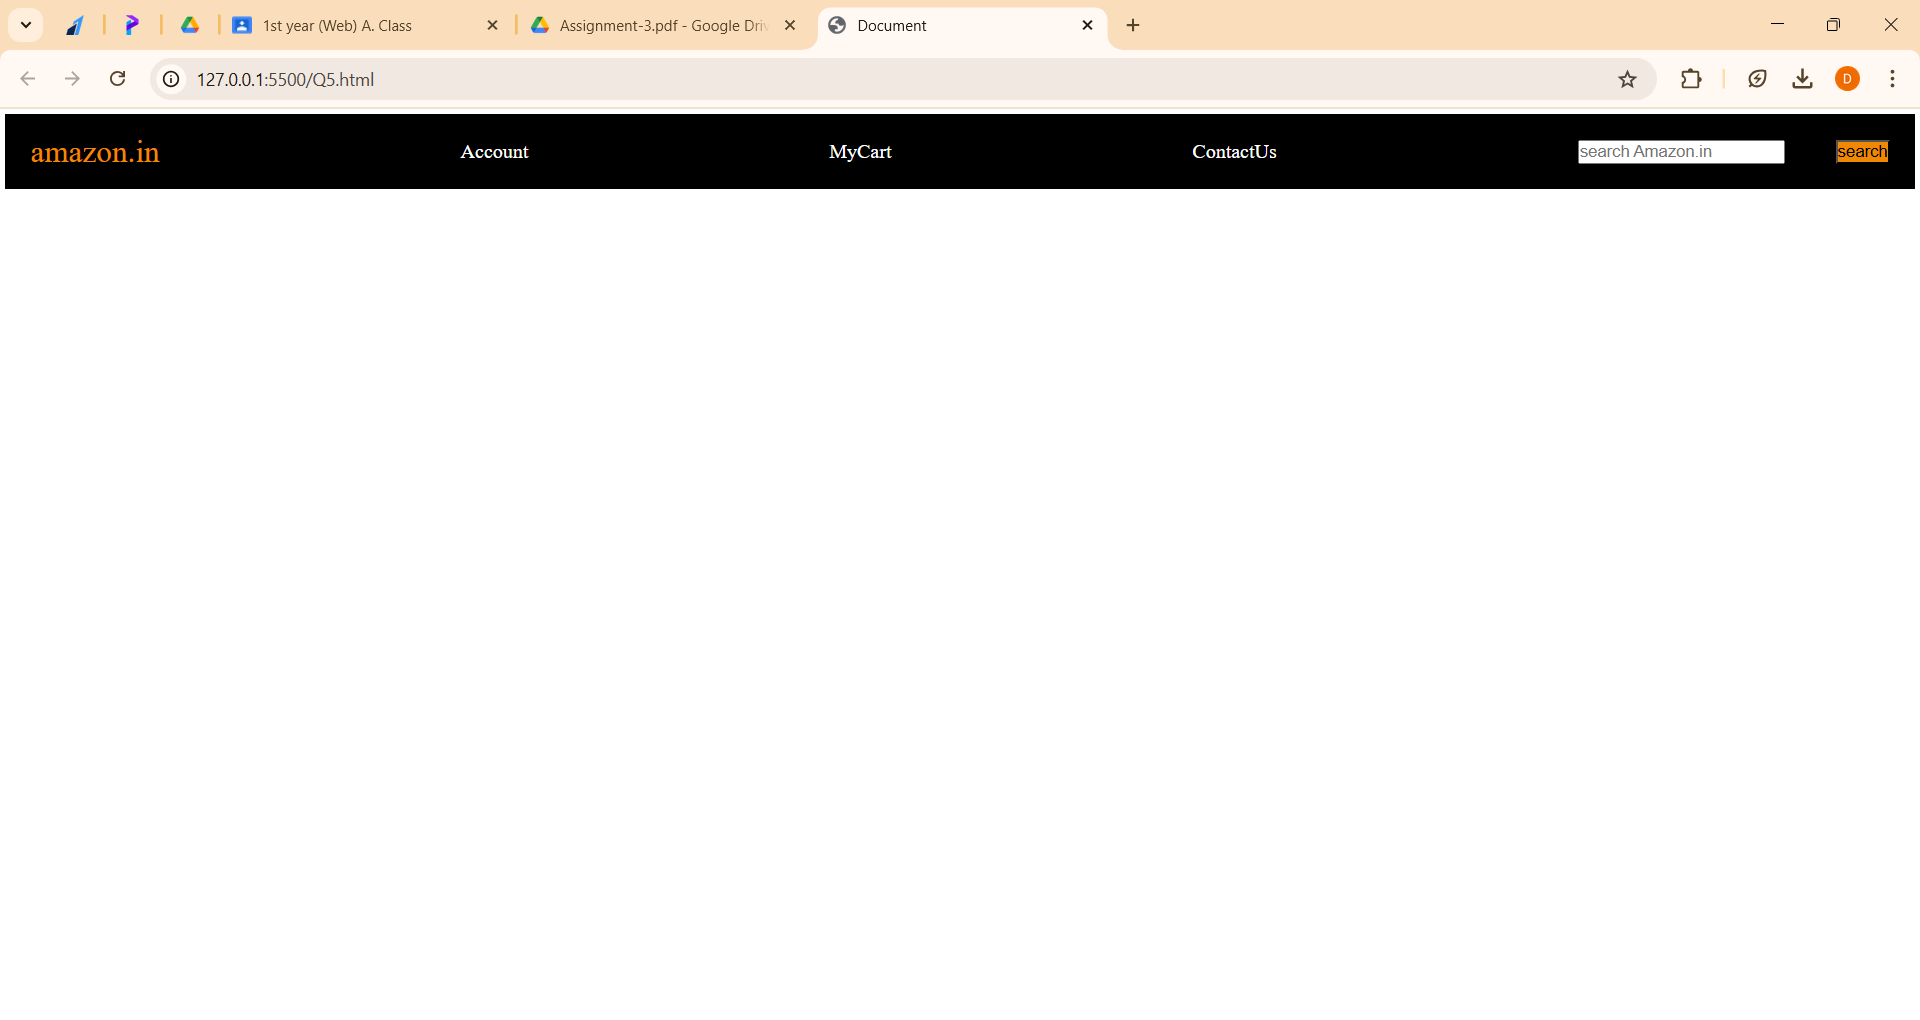 1st year (Web) A. Class
Assignment-3.pdf - Google Driv
Document
127.0.0.1:5500/Q5.html
D
amazon.in Account MyCart ContactUs search Amazon.in search